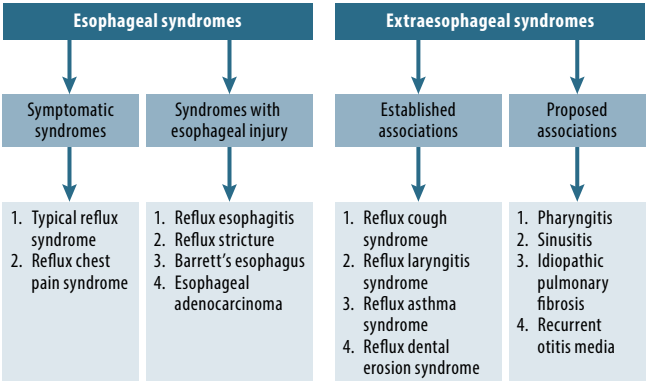 Esophageal syndromes
Symptomatic
syndromes
Syndromes with
esophageal injury
1. Typical reflux
syndrome
2. Reflux chest
pain syndrome
1. Reflux esophagitis
2. Reflux stricture
3. Barrett’s esophagus
4. Esophageal
adenocarcinoma
Extraesophageal syndromes
Established
associations
Proposed
associations
1. Reflux cough
syndrome
2. Reflux laryngitis
syndrome
3. Reflux asthma
syndrome
4. Reflux dental
erosion syndrome
1. Pharyngitis
2. Sinusitis
3. Idiopathic
pulmonary
fibrosis
4. Recurrent
otitis media